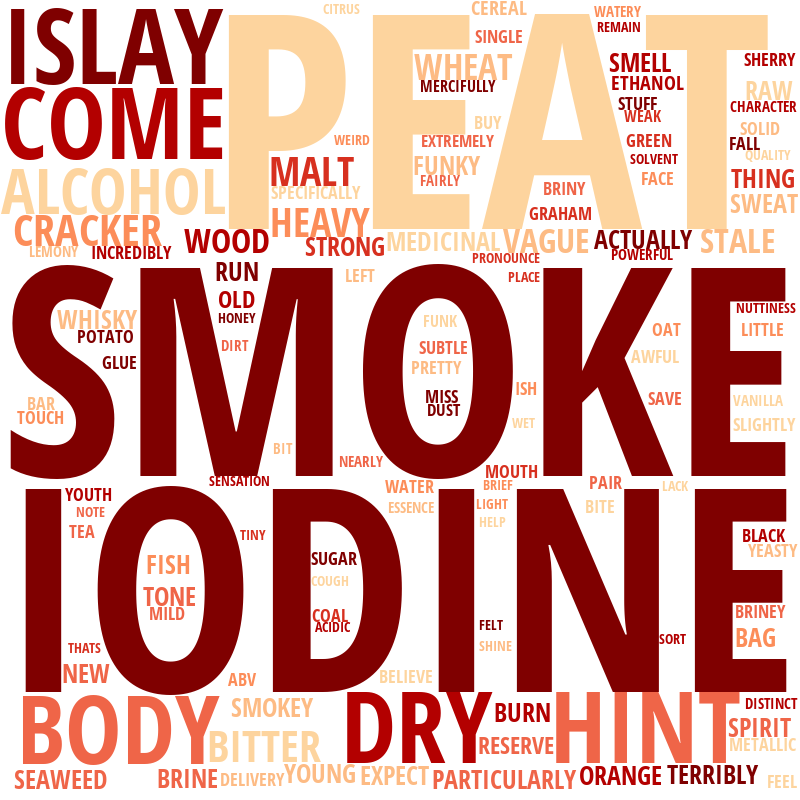 CITRUS
CEREAL
WATERY
ISLAY
PEAT
REMAIN
SINGLE
WHEAT
SMELL
SHERRY
MERCIFULLY
ETHANOL
RAW
COME
STUFF
CHARACTER
BUY
WEAK
SOLID
WEIRD
EXTREMELY
GREEN
FALL
MALT
FUNKY
SOLVENT
QUALITY
ALCOHOL
SPECIFICALLY
FAIRLY
BRINY
FACE
THING
HEAVY
GRAHAM
SWEAT
CRACKER
WOOD
STRONG
MEDICINAL
VAGUE
ACTUALLY
STALE
LEMONY
INCREDIBLY
PRONOUNCE
POWERFUL
RUN
LEFT
PLACE
SMOKE
OLD
WHISKY
HONEY
FUNK
NUTTINESS
POTATO
DIRT
SUBTLE
OAT
LITTLE
GLUE
PRETTY
AWFUL
BAR
MISS
ISH
SAVE
VANILLA
TOUCH
DUST
WET
SLIGHTLY
BIT
NEARLY
MOUTH
SENSATION
WATER
BRIEF
PAIR
LACK
YOUTH
ESSENCE
LIGHT
BITE
NOTE
HELP
IODINE
TEA
TINY
BLACK
FISH
SUGAR
YEASTY
COUGH
TONE
MILD
COAL
BRINEY
ACIDIC
FELT
SORT
BAG
THATS
SHINE
NEW
ABV
BELIEVE
BODY
SMOKEY
DRY
BURN
HINT
DISTINCT
SPIRIT
BITTER
RESERVE
METALLIC
SEAWEED
BRINE
DELIVERY
YOUNG
EXPECT
PARTICULARLY
ORANGE
TERRIBLY
FEEL